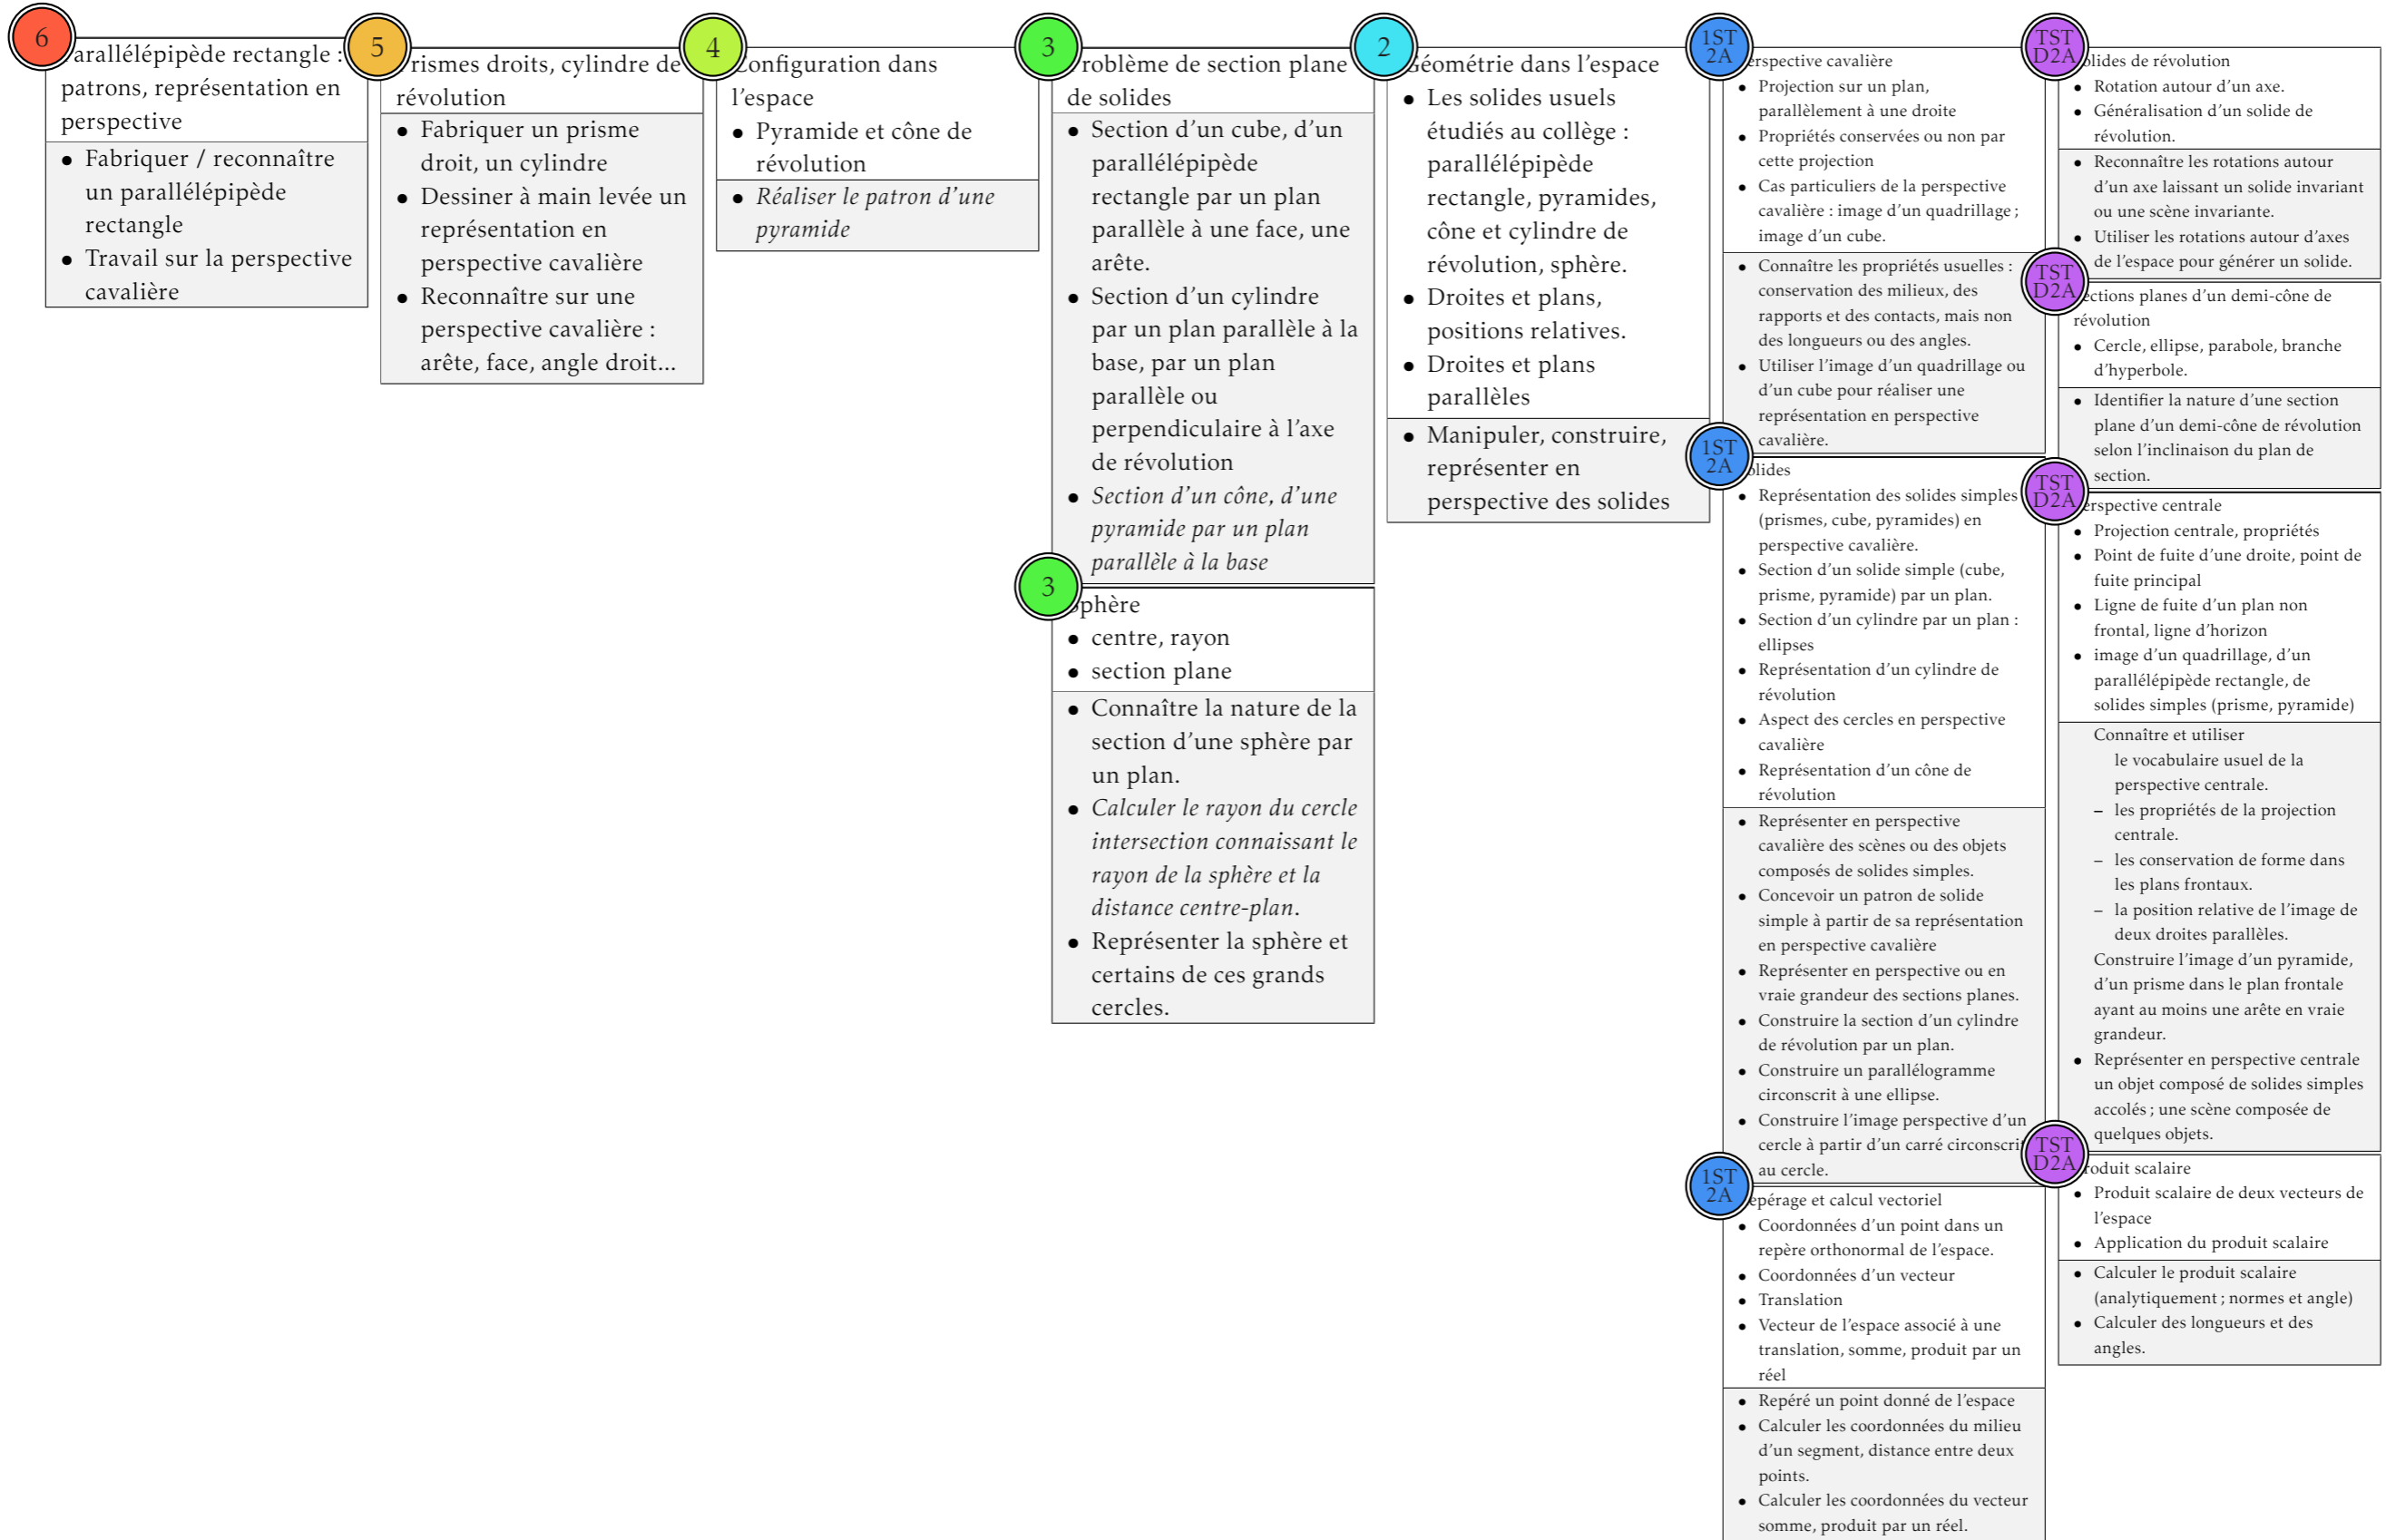 6
arallélépipède rectangle :
patrons, représentation en
perspective
• Fabriquer / reconnaître
un parallélépipède
rectangle
• Travail sur la perspective
cavalière
5
rismes droits, cylindre de
révolution
• Fabriquer un prisme
droit, un cylindre
• Dessiner à main levée un
représentation en
perspective cavalière
• Reconnaître sur une
perspective cavalière :
arête, face, angle droit...
4
Configuration dans
l'espace
• Pyramide et cône de
révolution
• Réaliser le patron d'une
pyramide
3
Problème de section plane
de solides
• Section d'un cube, d'un
parallélépipède
rectangle par un plan
parallèle à une face, une
arête.
• Section d'un cylindre
par un plan parallèle à la
base, par un plan
parallèle ou
perpendiculaire à l'axe
de révolution
• Section d'un cône, d'une
pyramide par un plan
parallèle à la base
3
Sphère
• centre, rayon
• section plane
• Connaître la nature de la
section d'une sphère par
un plan.
• Calculer le rayon du cercle
intersection connaissant le
rayon de la sphère et la
distance centre-plan.
• Représenter la sphère et
certains de ces grands
cercles.
2
Géométrie dans l'espace
• Les solides usuels
étudiés au collège :
parallélépipède
rectangle, pyramides,
cône et cylindre de
révolution, sphère.
• Droites et plans,
positions relatives.
• Droites et plans
parallèles
• Manipuler, construire,
représenter en
perspective des solides
1ST
2A
erspective cavalière
• Projection sur un plan,
parallèlement à une droite
• Propriétés conservées ou non par
cette projection
• Cas particuliers de la perspective
cavalière : image d'un quadrillage ;
image d'un cube.
• Connaître les propriétés usuelles :
conservation des milieux, des
rapports et des contacts, mais non
des longueurs ou des angles.
• Utiliser l'image d'un quadrillage ou
d'un cube pour réaliser une
représentation en perspective
cavalière.
1ST
2A
olides
• Représentation des solides simples
(prismes, cube, pyramides) en
perspective cavalière.
• Section d'un solide simple (cube,
prisme, pyramide) par un plan.
• Section d'un cylindre par un plan :
ellipses
• Représentation d'un cylindre de
révolution
• Aspect des cercles en perspective
cavalière
• Représentation d'un cône de
révolution
• Représenter en perspective
cavalière des scènes ou des objets
composés de solides simples.
• Concevoir un patron de solide
simple à partir de sa représentation
en perspective cavalière
• Représenter en perspective ou en
vraie grandeur des sections planes.
• Construire la section d'un cylindre
de révolution par un plan.
• Construire un parallélogramme
circonscrit à une ellipse.
• Construire l'image perspective d'un
cercle à partir d'un carré circonscrit
au cercle.
1ST
2A
epérage et calcul vectoriel
• Coordonnées d'un point dans un
repère orthonormal de l'espace.
• Coordonnées d'un vecteur
• Translation
• Vecteur de l'espace associé à une
translation, somme, produit par un
réel
• Repéré un point donné de l'espace
• Calculer les coordonnées du milieu
d'un segment, distance entre deux
points.
• Calculer les coordonnées du vecteur
somme, produit par un réel.
TST
D2A
olides de révolution
• Rotation autour d'un axe.
• Généralisation d'un solide de
révolution.
• Reconnaître les rotations autour
d'un axe laissant un solide invariant
ou une scène invariante.
• Utiliser les rotations autour d'axes
de l'espace pour générer un solide.
TST
D2A
ections planes d'un demi-cône de
révolution
• Cercle, ellipse, parabole, branche
d'hyperbole.
• Identifier la nature d'une section
plane d'un demi-cône de révolution
selon l'inclinaison du plan de
section.
TST
D2A
erspective centrale
• Projection centrale, propriétés
• Point de fuite d'une droite, point de
fuite principal
• Ligne de fuite d'un plan non
frontal, ligne d'horizon
• image d'un quadrillage, d'un
parallélépipède rectangle, de
solides simples (prisme, pyramide)
Connaître et utiliser
le vocabulaire usuel de la
perspective centrale.
– les propriétés de la projection
centrale.
– les conservation de forme dans
les plans frontaux.
– la position relative de l'image de
deux droites parallèles.
Construire l'image d'un pyramide,
d'un prisme dans le plan frontale
ayant au moins une arête en vraie
grandeur.
• Représenter en perspective centrale
un objet composé de solides simples
accolés ; une scène composée de
quelques objets.
TST
D2A
roduit scalaire
• Produit scalaire de deux vecteurs de
l'espace
• Application du produit scalaire
• Calculer le produit scalaire
(analytiquement ; normes et angle)
• Calculer des longueurs et des
angles.